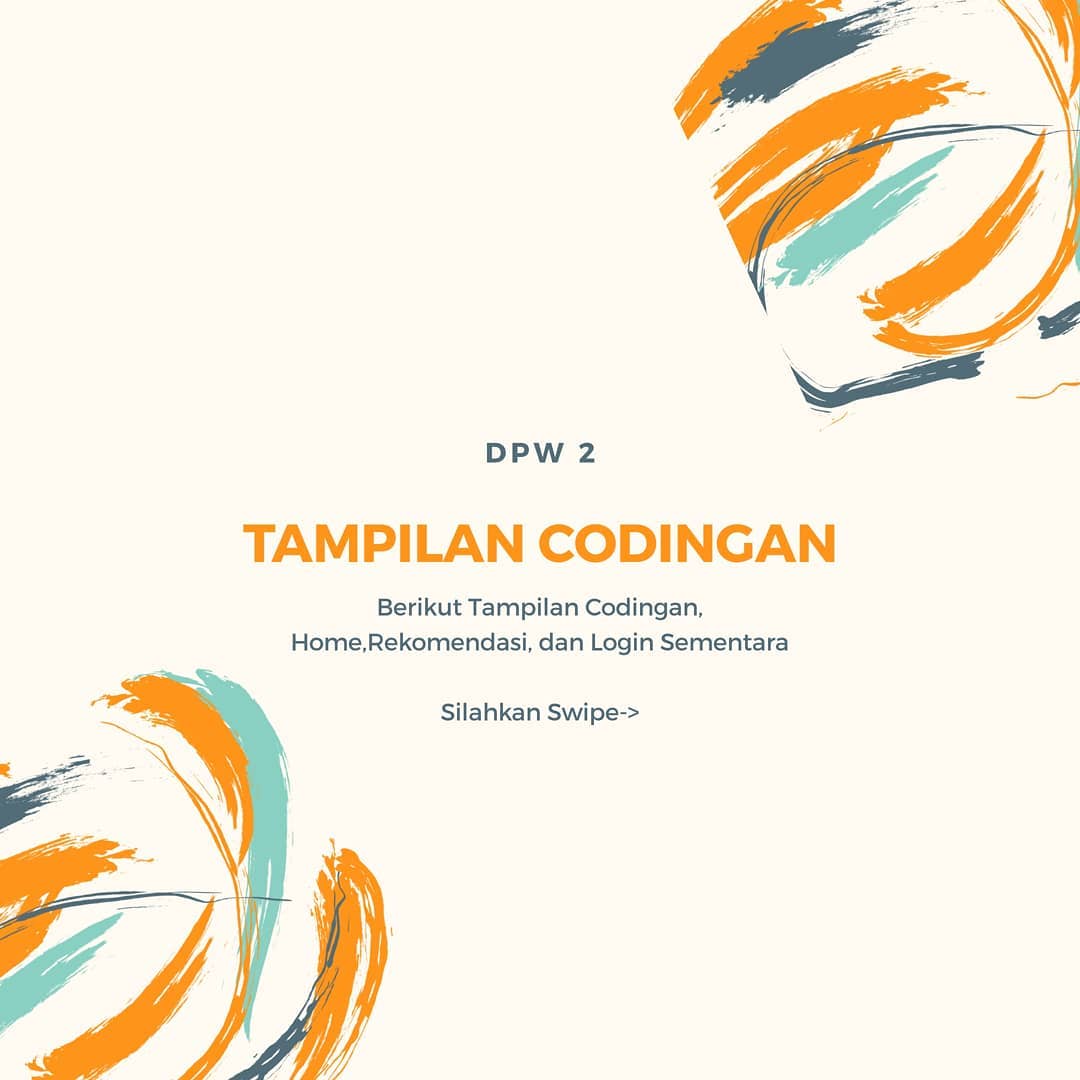 DPW 2
TAMPILAN CODINGAN
Berikut Tampilan Codingan,
Home,Rekomendasi, dan Login Sementara
Silahkan Swipe->